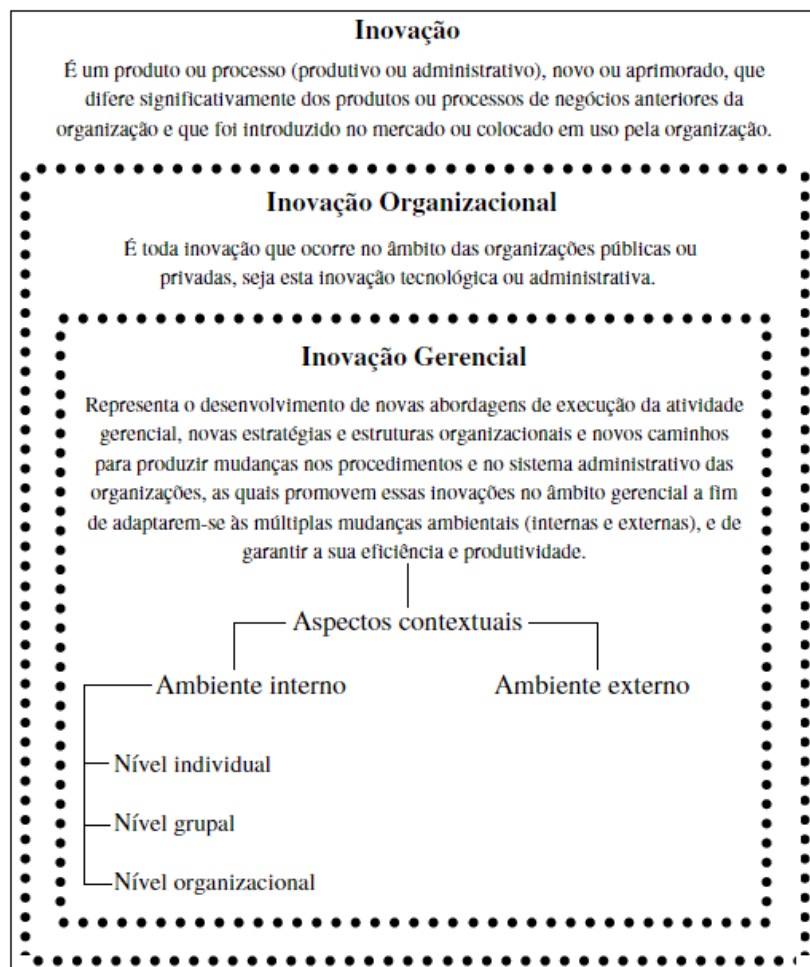 Inovação
É um produto ou processo (produtivo ou administrativo), novo ou aprimorado, que
difere significativamente dos produtos ou processos de negócios anteriores da
organização e que foi introduzido no mercado ou colocado em uso pela organização.
Inovação Organizacional
É toda inovação que ocorre no âmbito das organizações públicas ou
privadas, seja esta inovação tecnológica ou administrativa.
Inovação Gerencial
Representa o desenvolvimento de novas abordagens de execução da atividade
gerencial, novas estratégias e estruturas organizacionais e novos caminhos
para produzir mudanças nos procedimentos e no sistema administrativo das
organizações, as quais promovem essas inovações no âmbito gerencial a fim
de adaptarem-se às múltiplas mudanças ambientais (internas e externas), e de
garantir a sua eficiência e produtividade.
Aspectos contextuais
Ambiente interno
Ambiente externo
Nível individual
Nível grupal
Nível organizacional